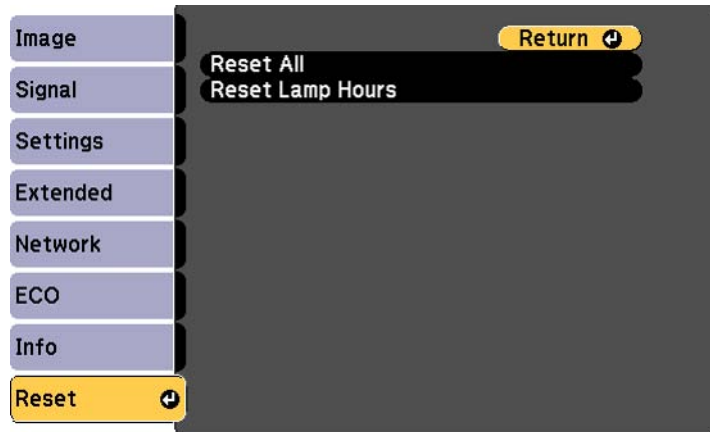 Image
Signal
Settings
Extended
Network
ECO
Info
Reset
Return
Reset All
Reset Lamp Hours